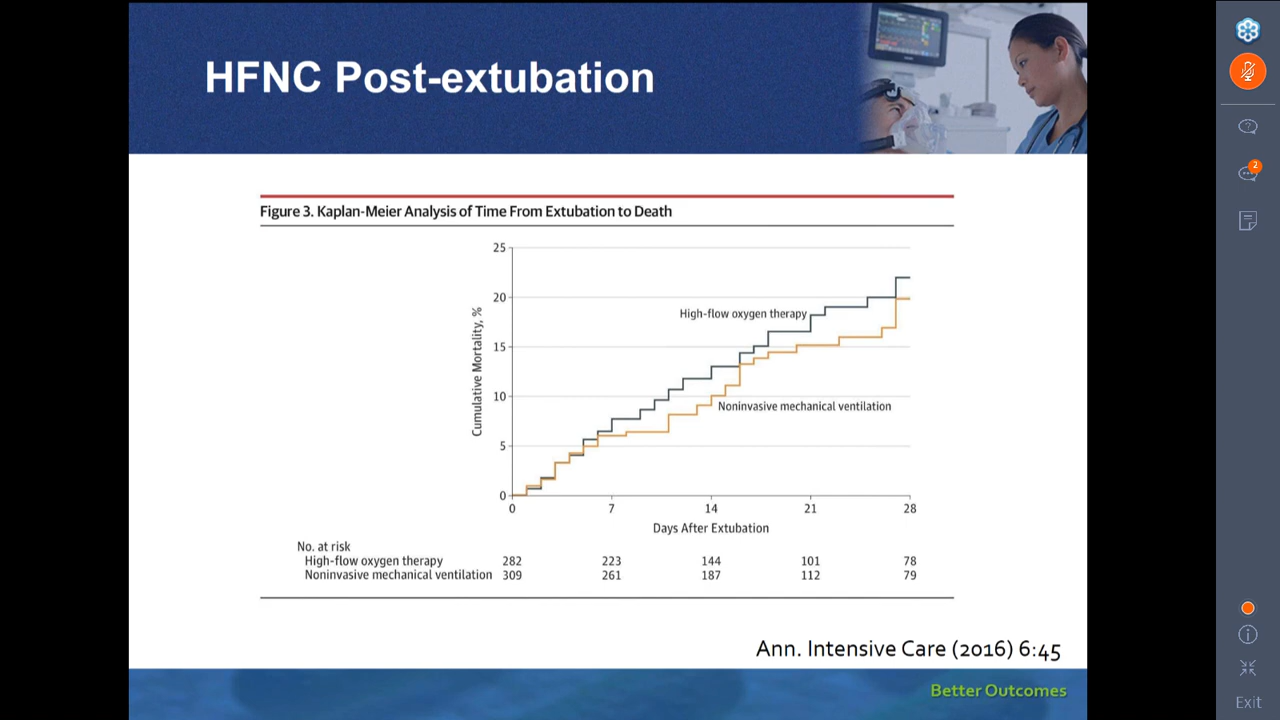 HFNC Post-extubation
Figure 3. Kaplan-Meier Analysis of Time From Extubation to Death
25
20
15
10
5
0
Cumulative Mortality, %
High-flow oxygen therapy
Noninvasive mechanical ventilation
0 7 14 21 28
Days After Extubation
No. at risk
High-flow oxygen therapy 282 223 144 101 78
Noninvasive mechanical ventilation 309 261 187 112 79
Ann. Intensive Care (2016) 6:45
Better Outcomes
2
Exit